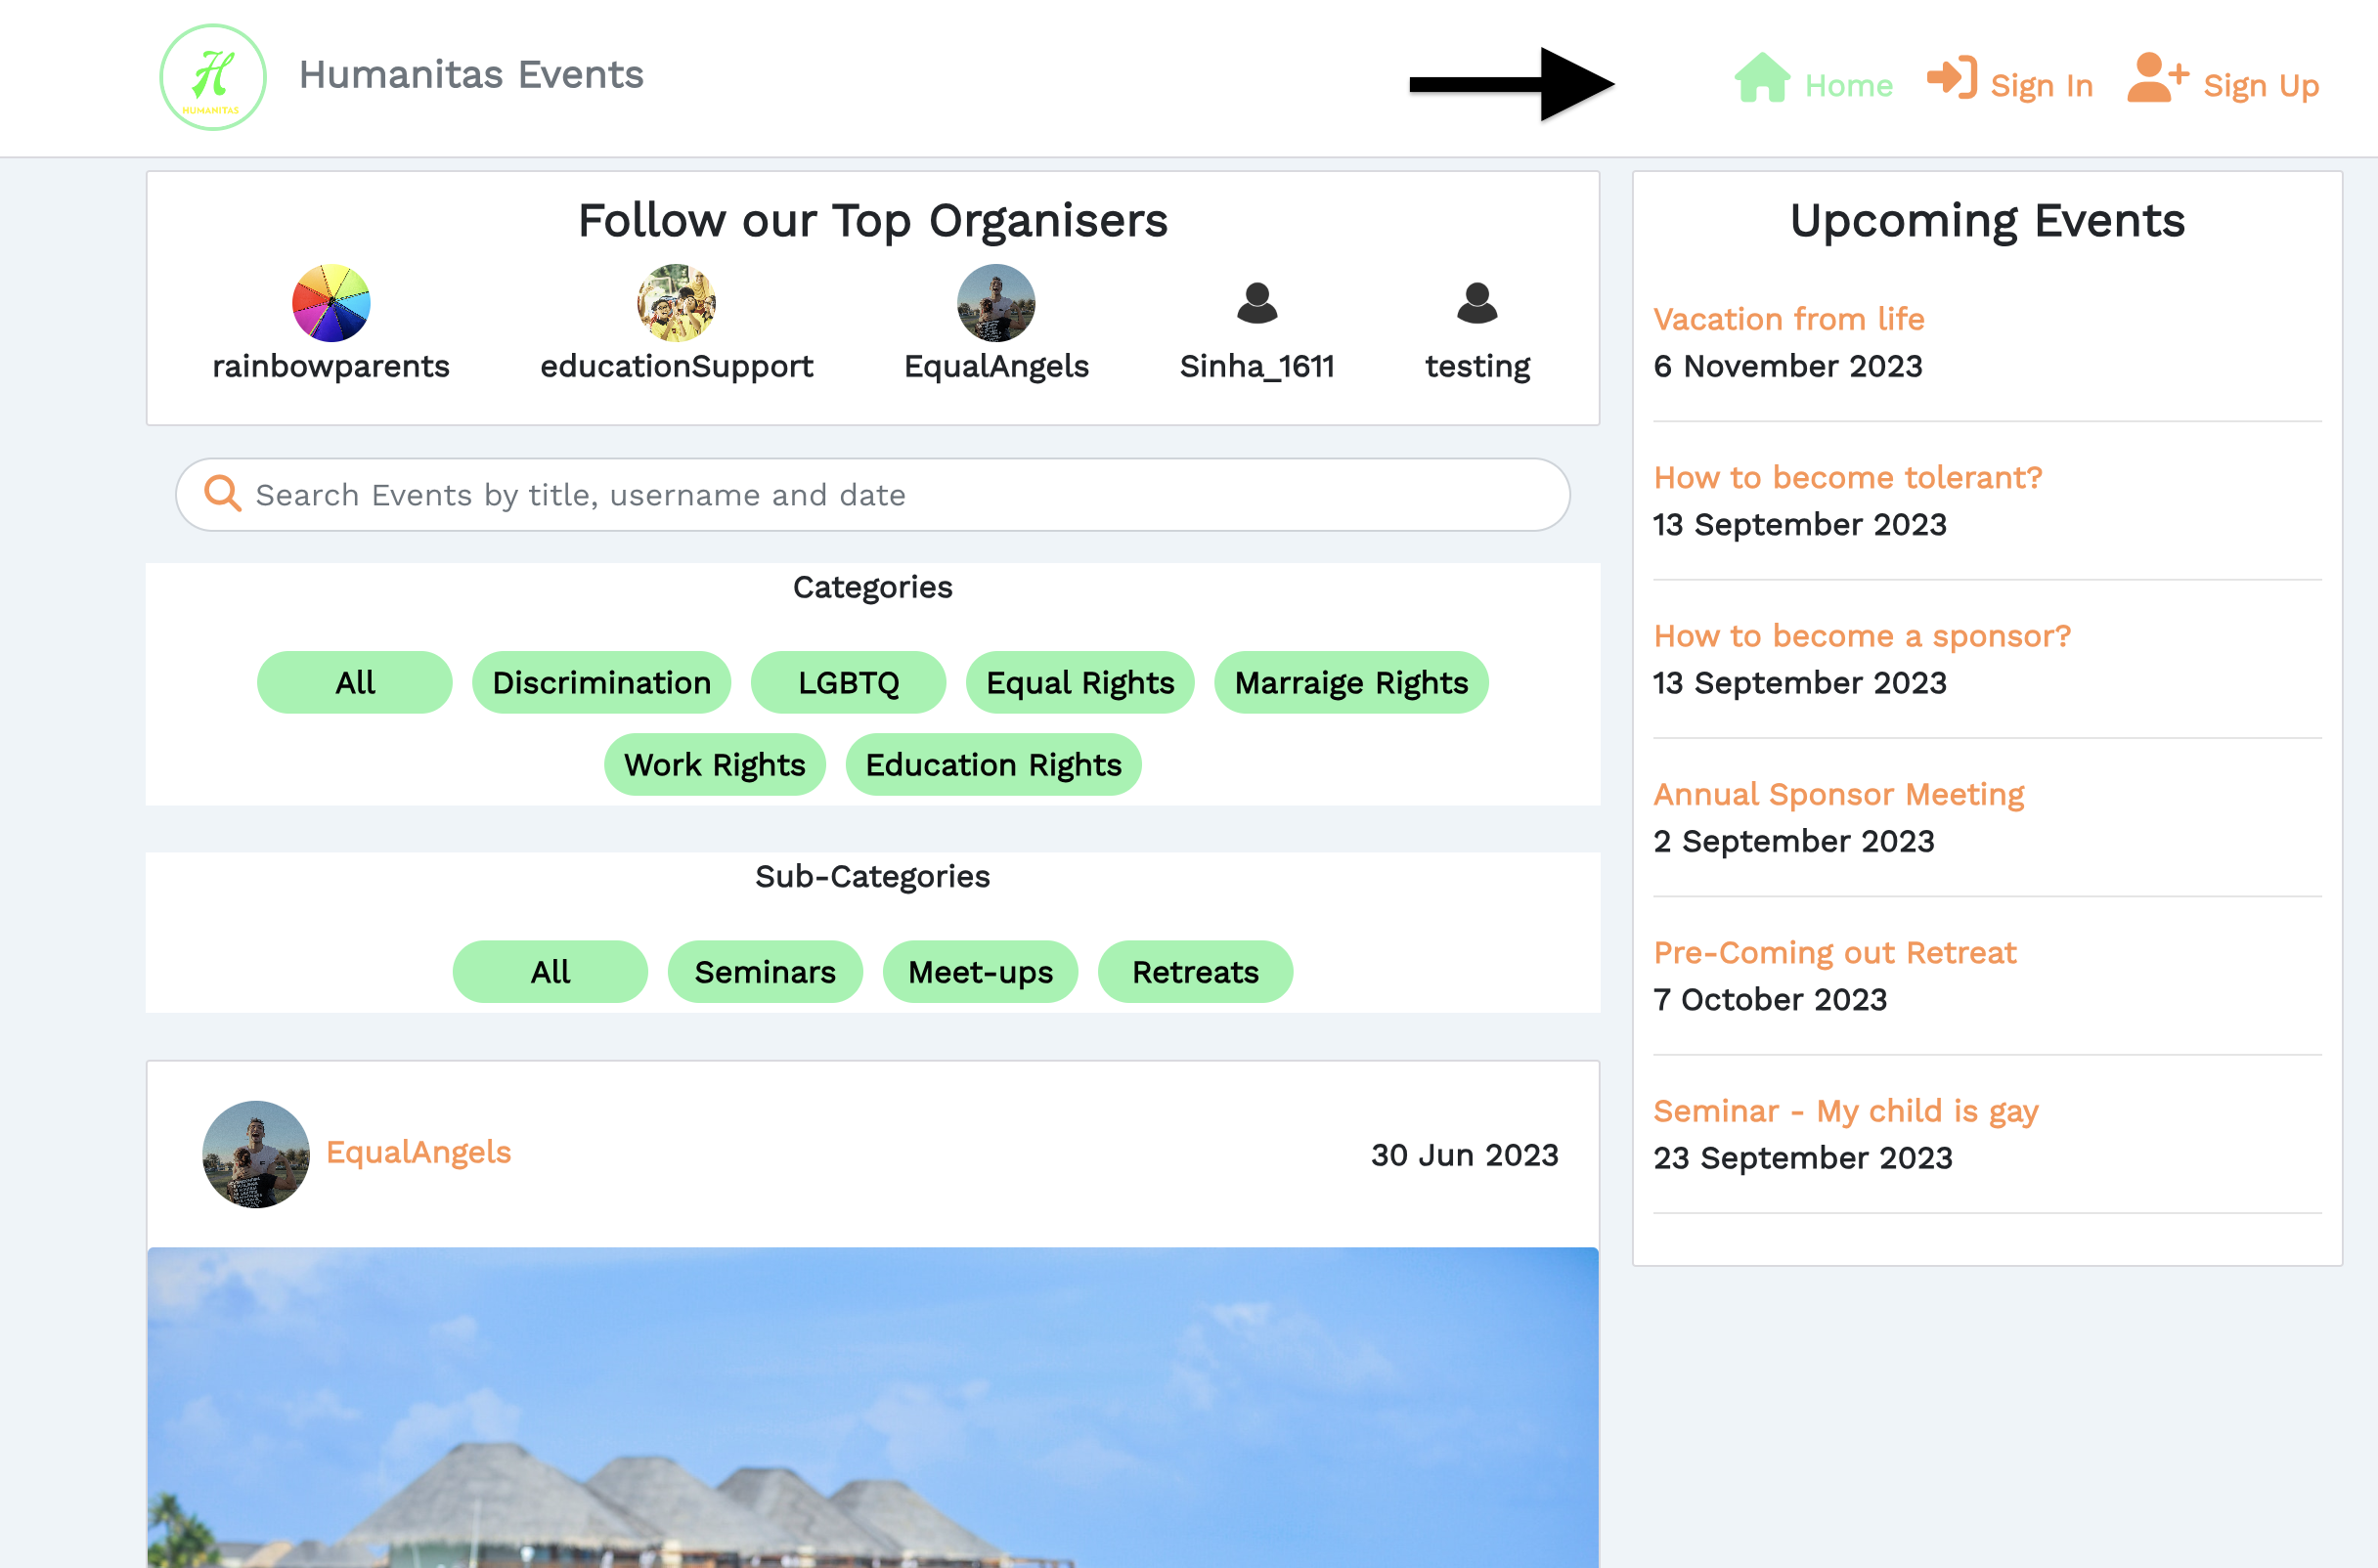 H
HUMANITAS
Humanitas Events
Home
Sign In
Sign Up
Follow our Top Organisers
rainbowparents
educationSupport
EqualAngels
Sinha_1611
testing
Search Events by title, username and date
Categories
All
Discrimination
LGBTQ
Equal Rights
Marraige Rights
Work Rights
Education Rights
Sub-Categories
All
Seminars
Meet-ups
Retreats
EqualAngels
30 Jun 2023
Upcoming Events
Vacation from life
6 November 2023
How to become tolerant?
13 September 2023
How to become a sponsor?
13 September 2023
Annual Sponsor Meeting
2 September 2023
Pre-Coming out Retreat
7 October 2023
Seminar - My child is gay
23 September 2023